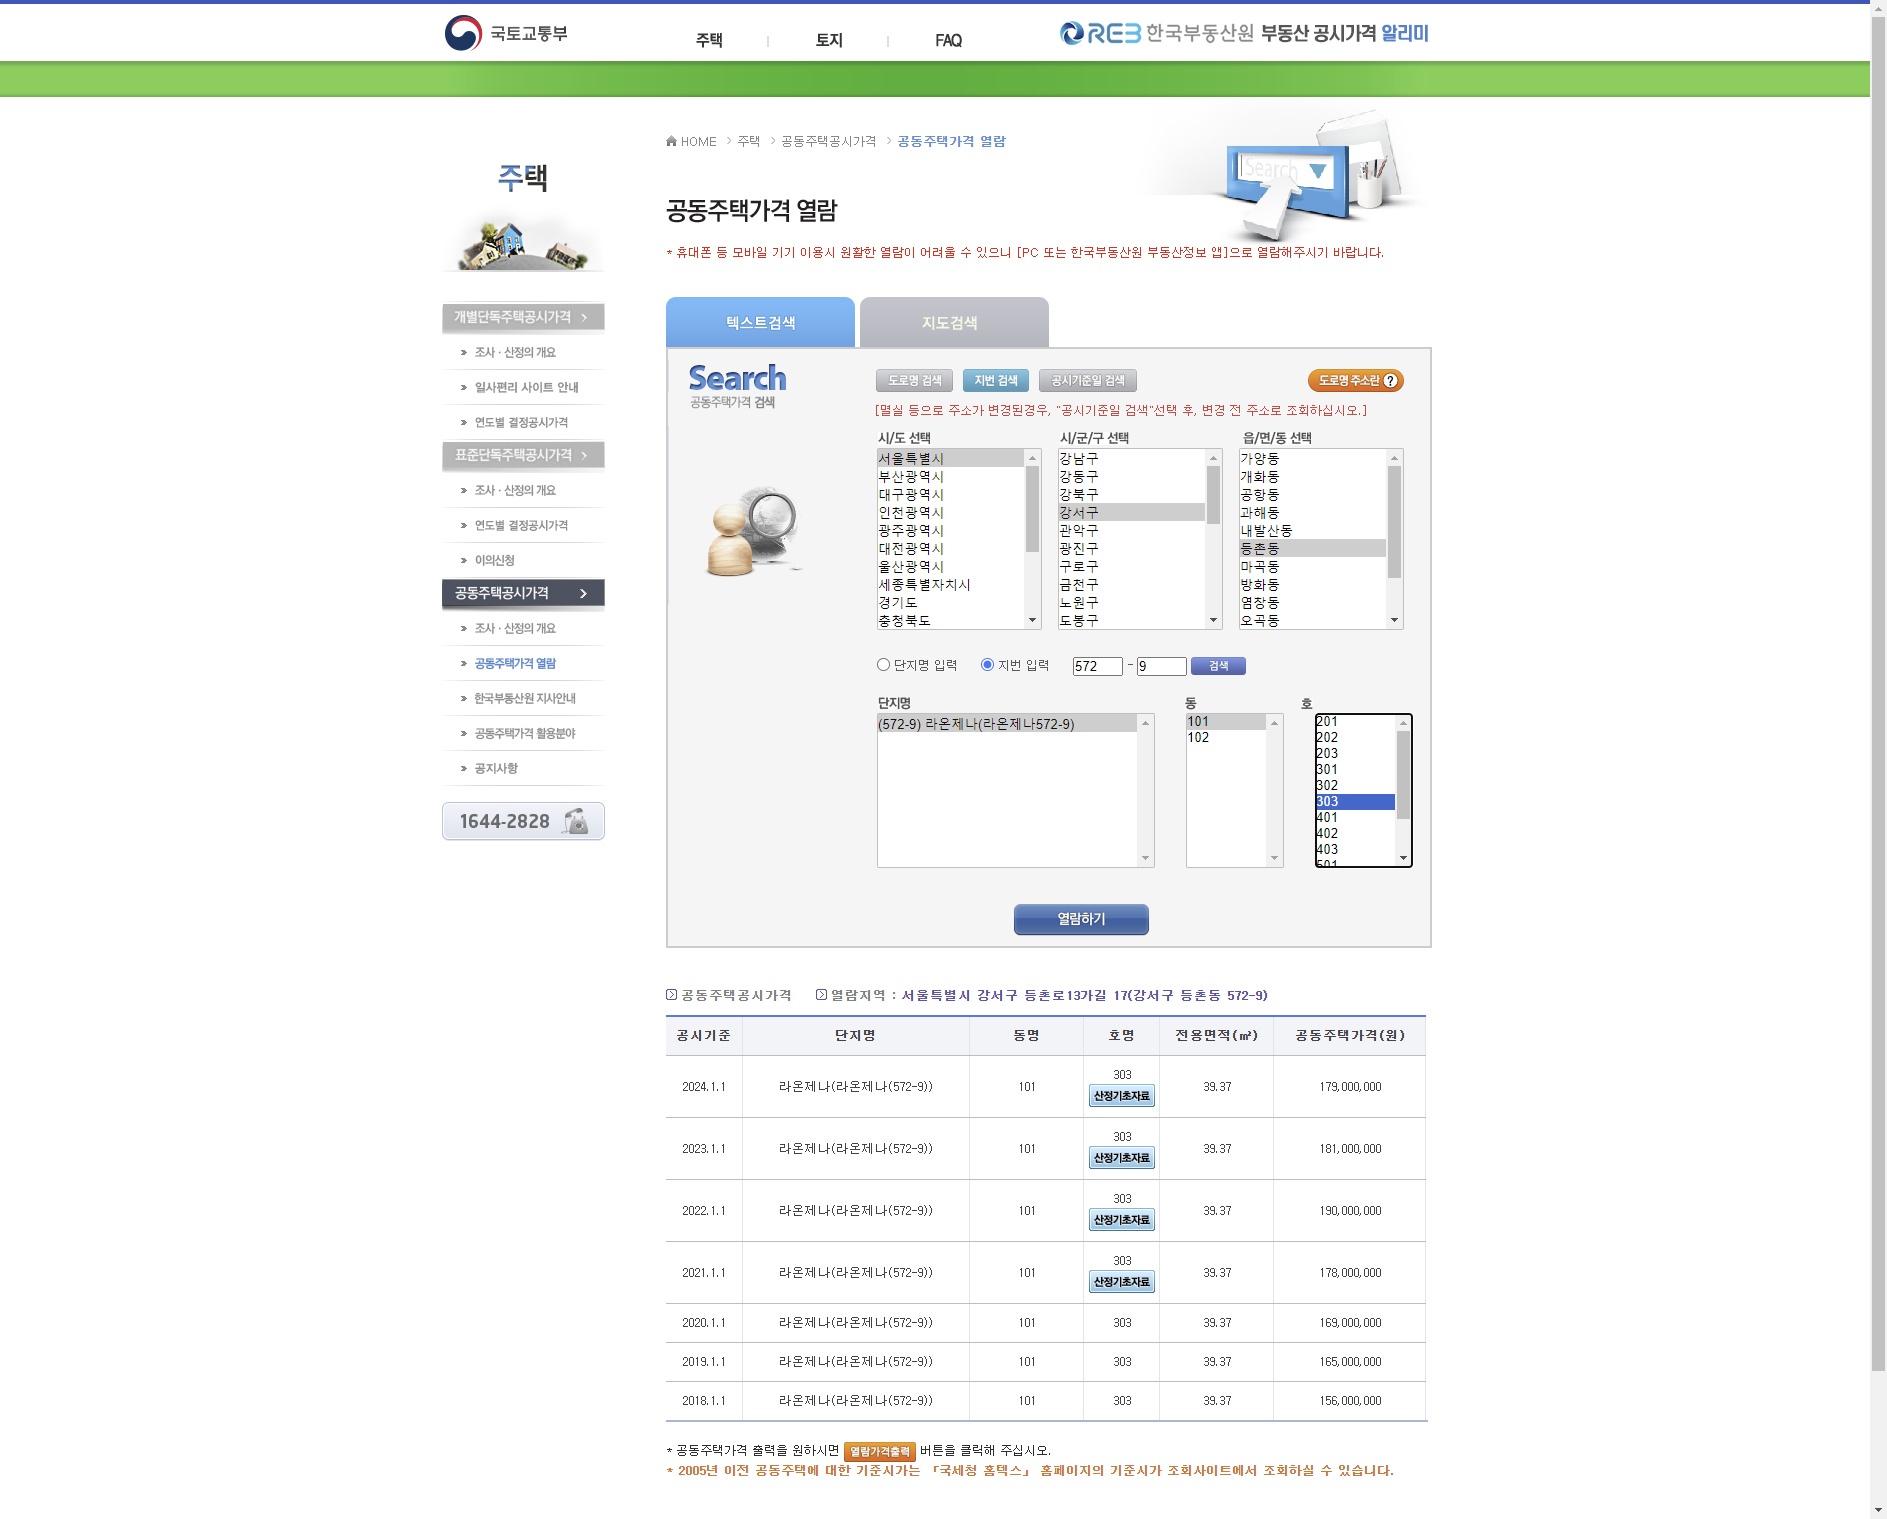 국토교통부
주택
토지
FAQ
REB 한국부동산원 부동산 공시가격 알리미
HOME > 주택 > 공동주택공시가격 > 공동주택가격 열람
주택
Search
공동주택가격 열람
* 휴대폰 등 모바일 기기 이용시 원활한 열람이 어려울 수 있으니 [PC 또는 한국부동산원 부동산정보 앱]으로 열람해주시기 바랍니다.
개별단독주택공시가격
조사 · 산정의 개요
일사편리 사이트 안내
연도별 결정공시가격
표준단독주택공시가격
조사 · 산정의 개요
연도별 결정공시가격
이의신청
공동주택공시가격
조사 · 산정의 개요
공동주택가격 열람
한국부동산원 지사안내
공동주택가격 활용분야
공지사항
1644-2828
텍스트검색
지도검색
Search
공동주택가격 검색
도로명 검색
지번 검색
공시기준일 검색
도로명 주소란 ?
[멸실 등으로 주소가 변경된경우, "공시기준일 검색"선택 후, 변경 전 주소로 조회하십시오.]
시/도 선택
서울특별시
부산광역시
대구광역시
인천광역시
광주광역시
대전광역시
울산광역시
세종특별자치시
경기도
충청북도
시/군/구 선택
강남구
강동구
강북구
강서구
관악구
광진구
구로구
금천구
노원구
도봉구
읍/면/동 선택
가양동
개화동
공항동
과해동
내발산동
등촌동
마곡동
방화동
염창동
오곡동
단지명 입력 지번 입력 572 - 9 검색
단지명
(572-9) 라온제나(라온제나572-9)
동
101
102
호
201
202
203
301
302
303
401
402
403
501
열람하기
공동주택공시가격 열람지역 : 서울특별시 강서구 등촌로13가길 17(강서구 등촌동 572-9)
공시기준 단지명 동명 호명 전용면적(㎡) 공동주택가격(원)
2024.1.1 라온제나(라온제나(572-9)) 101 303 산정기초자료 39.37 179,000,000
2023.1.1 라온제나(라온제나(572-9)) 101 303 산정기초자료 39.37 181,000,000
2022.1.1 라온제나(라온제나(572-9)) 101 303 산정기초자료 39.37 190,000,000
2021.1.1 라온제나(라온제나(572-9)) 101 303 산정기초자료 39.37 178,000,000
2020.1.1 라온제나(라온제나(572-9)) 101 303 39.37 169,000,000
2019.1.1 라온제나(라온제나(572-9)) 101 303 39.37 165,000,000
2018.1.1 라온제나(라온제나(572-9)) 101 303 39.37 156,000,000
* 공동주택가격 출력을 원하시면 열람가격출력 버튼을 클릭해 주십시오.
* 2005년 이전 공동주택에 대한 기준시가는 「국세청 홈텍스」 홈페이지의 기준시가 조회사이트에서 조회하실 수 있습니다.